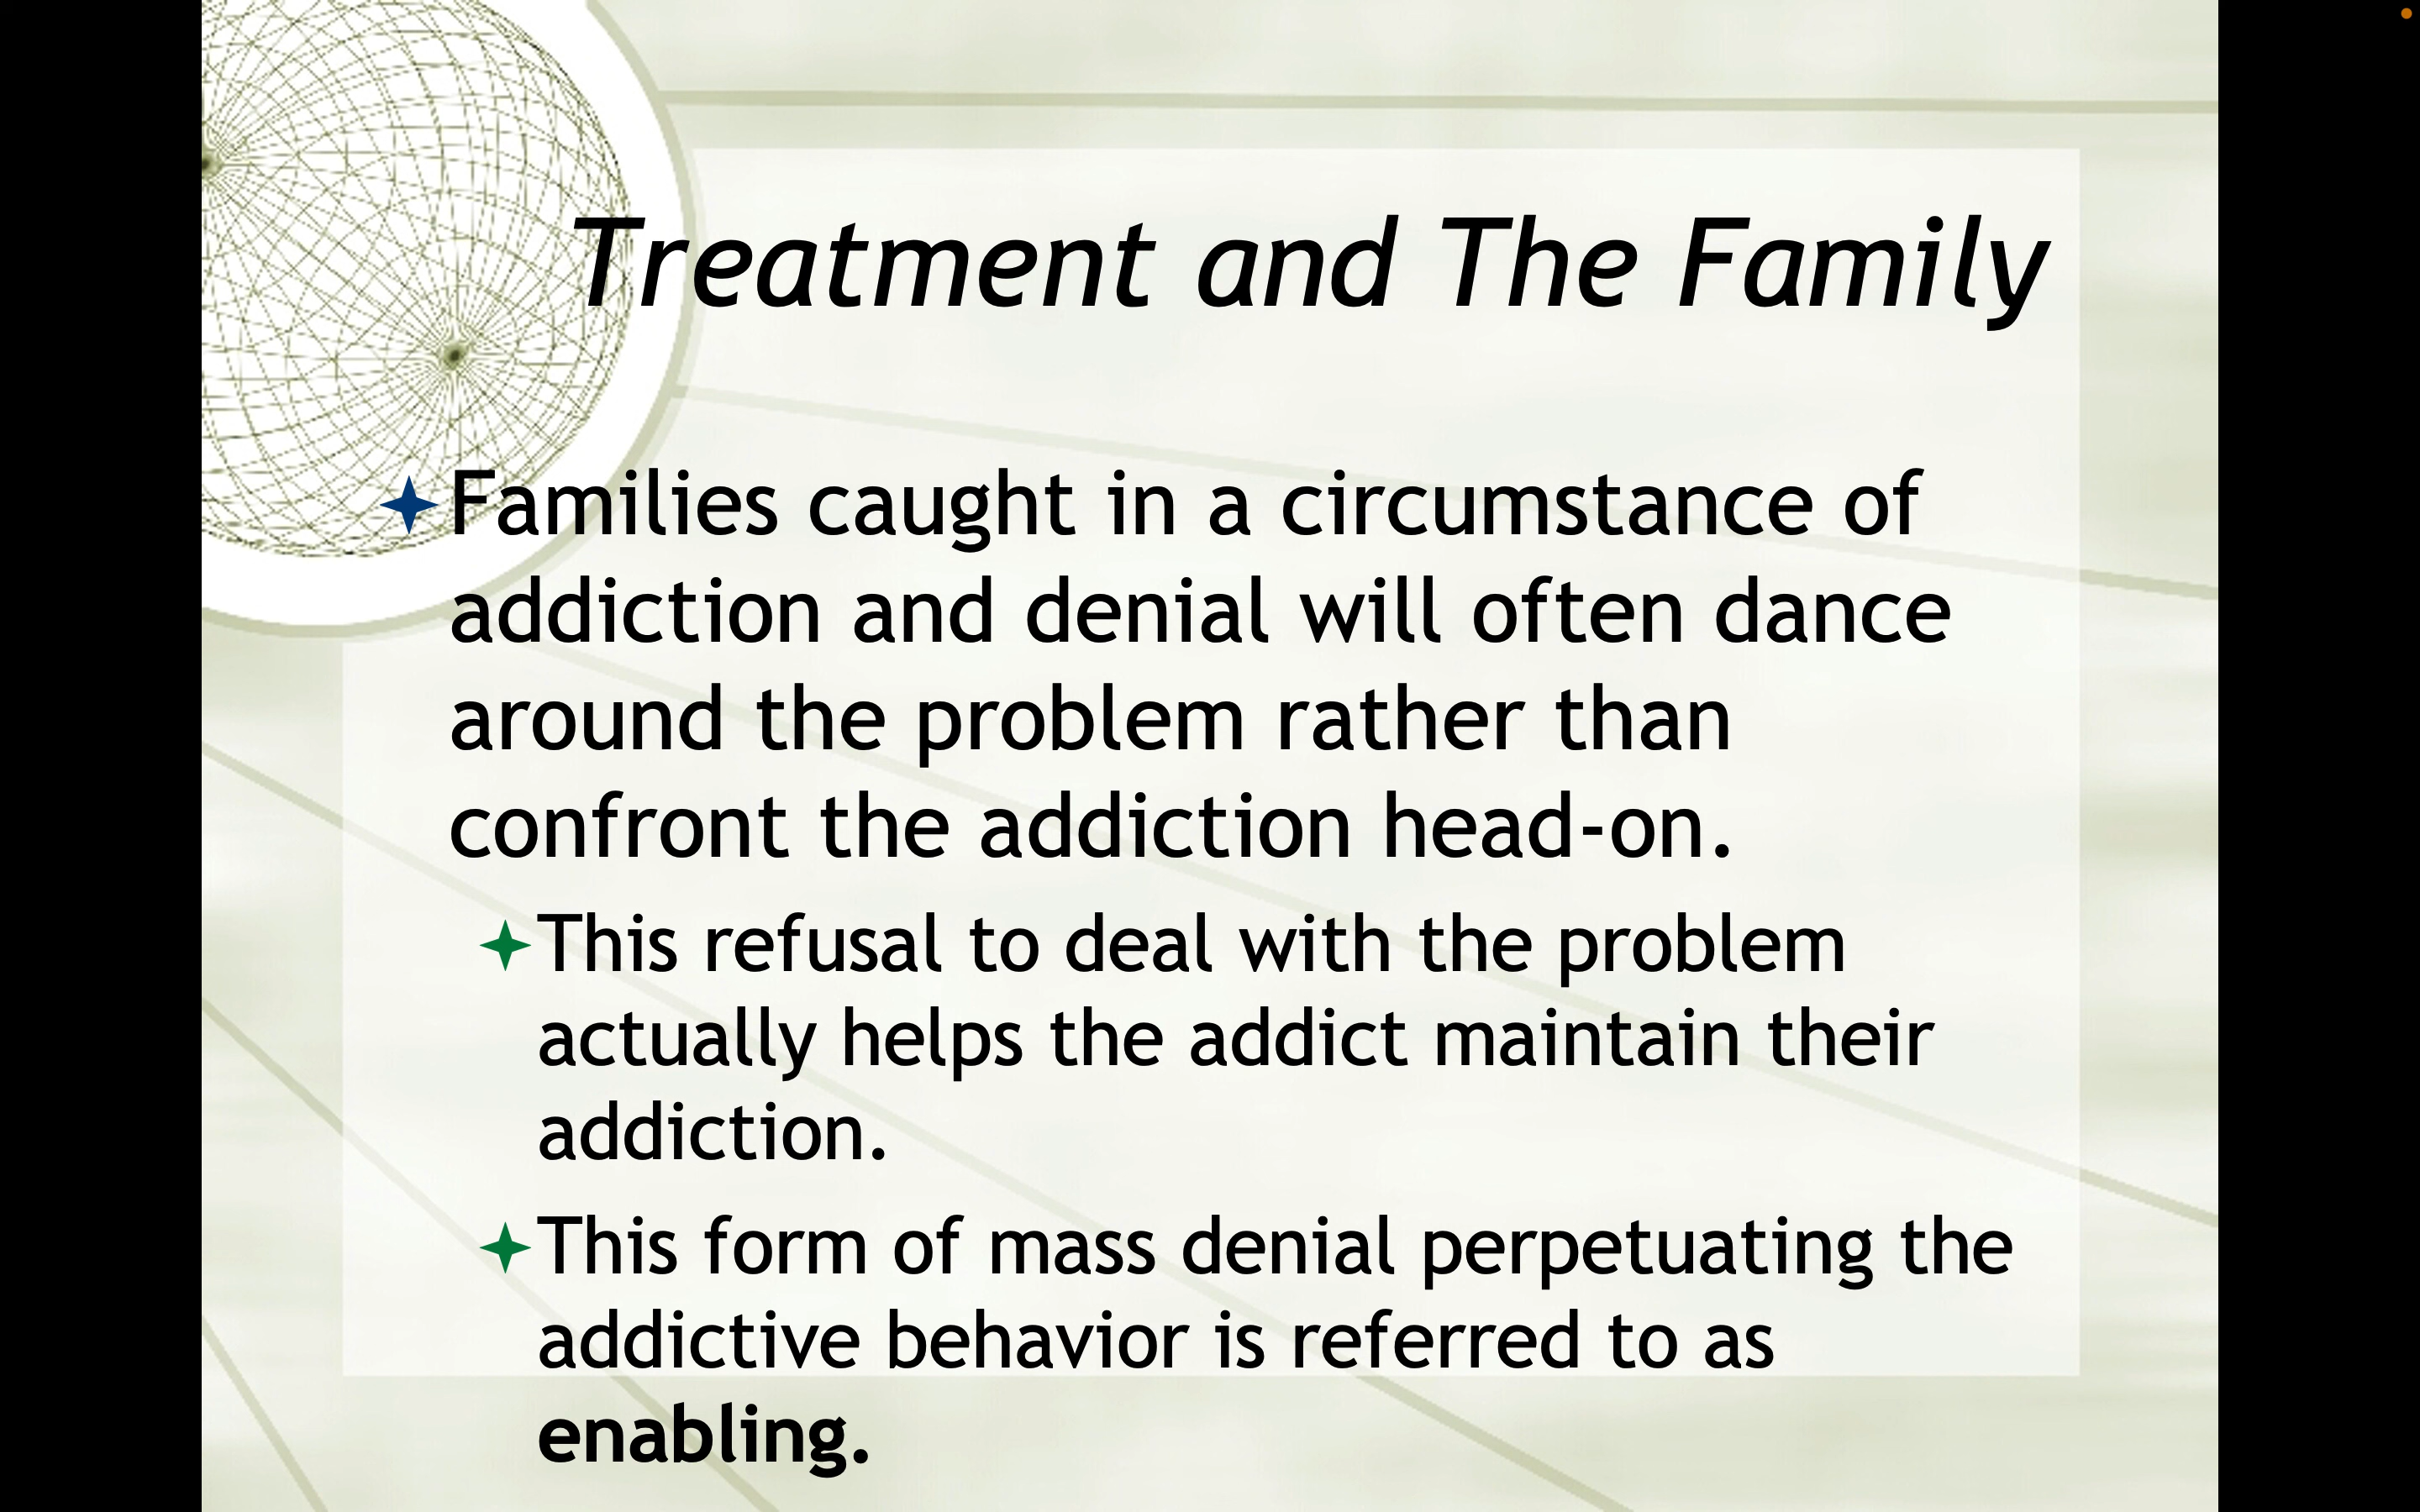 Treatment and The Family
Families caught in a circumstance of
addiction and denial will often dance
around the problem rather than
confront the addiction head-on.
This refusal to deal with the problem
actually helps the addict maintain their
addiction.
This form of mass denial perpetuating the
addictive behavior is referred to as
enabling.